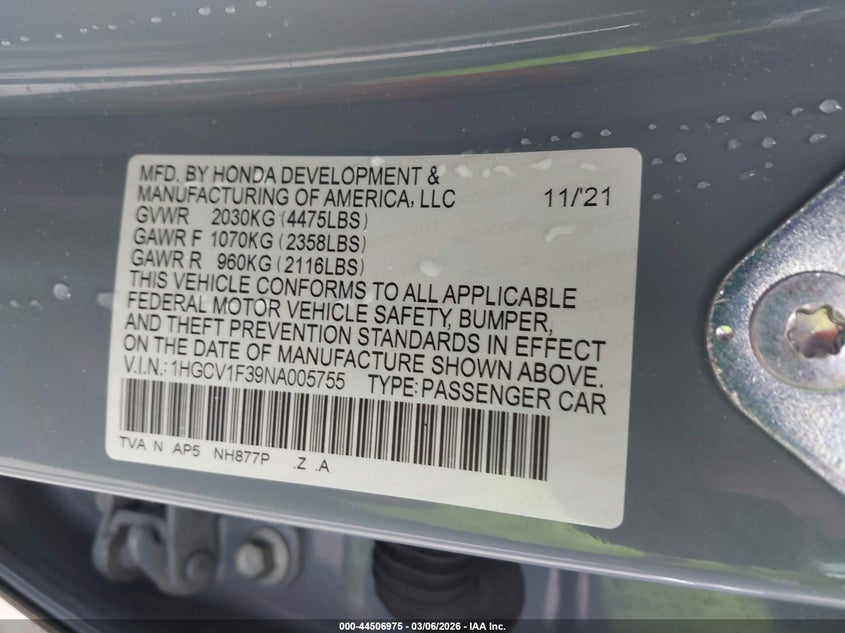 MFD. BY HONDA DEVELOPMENT &
MANUFACTURING OF AMERICA, LLC 11/'21
GVWR 2030KG (4475LBS)
GAWR F 1070KG (2358LBS)
GAWR R 960KG (2116LBS)
THIS VEHICLE CONFORMS TO ALL APPLICABLE
FEDERAL MOTOR VEHICLE SAFETY, BUMPER,
AND THEFT PREVENTION STANDARDS IN EFFECT
ON THE DATE OF MANUFACTURE SHOWN ABOVE.
V.I.N.: 1HGCV1F39NA005755 TYPE: PASSENGER CAR
TVA N AP5 NH877P .Z .A
000-44506975 | 03/06/2026 - IAA Inc.